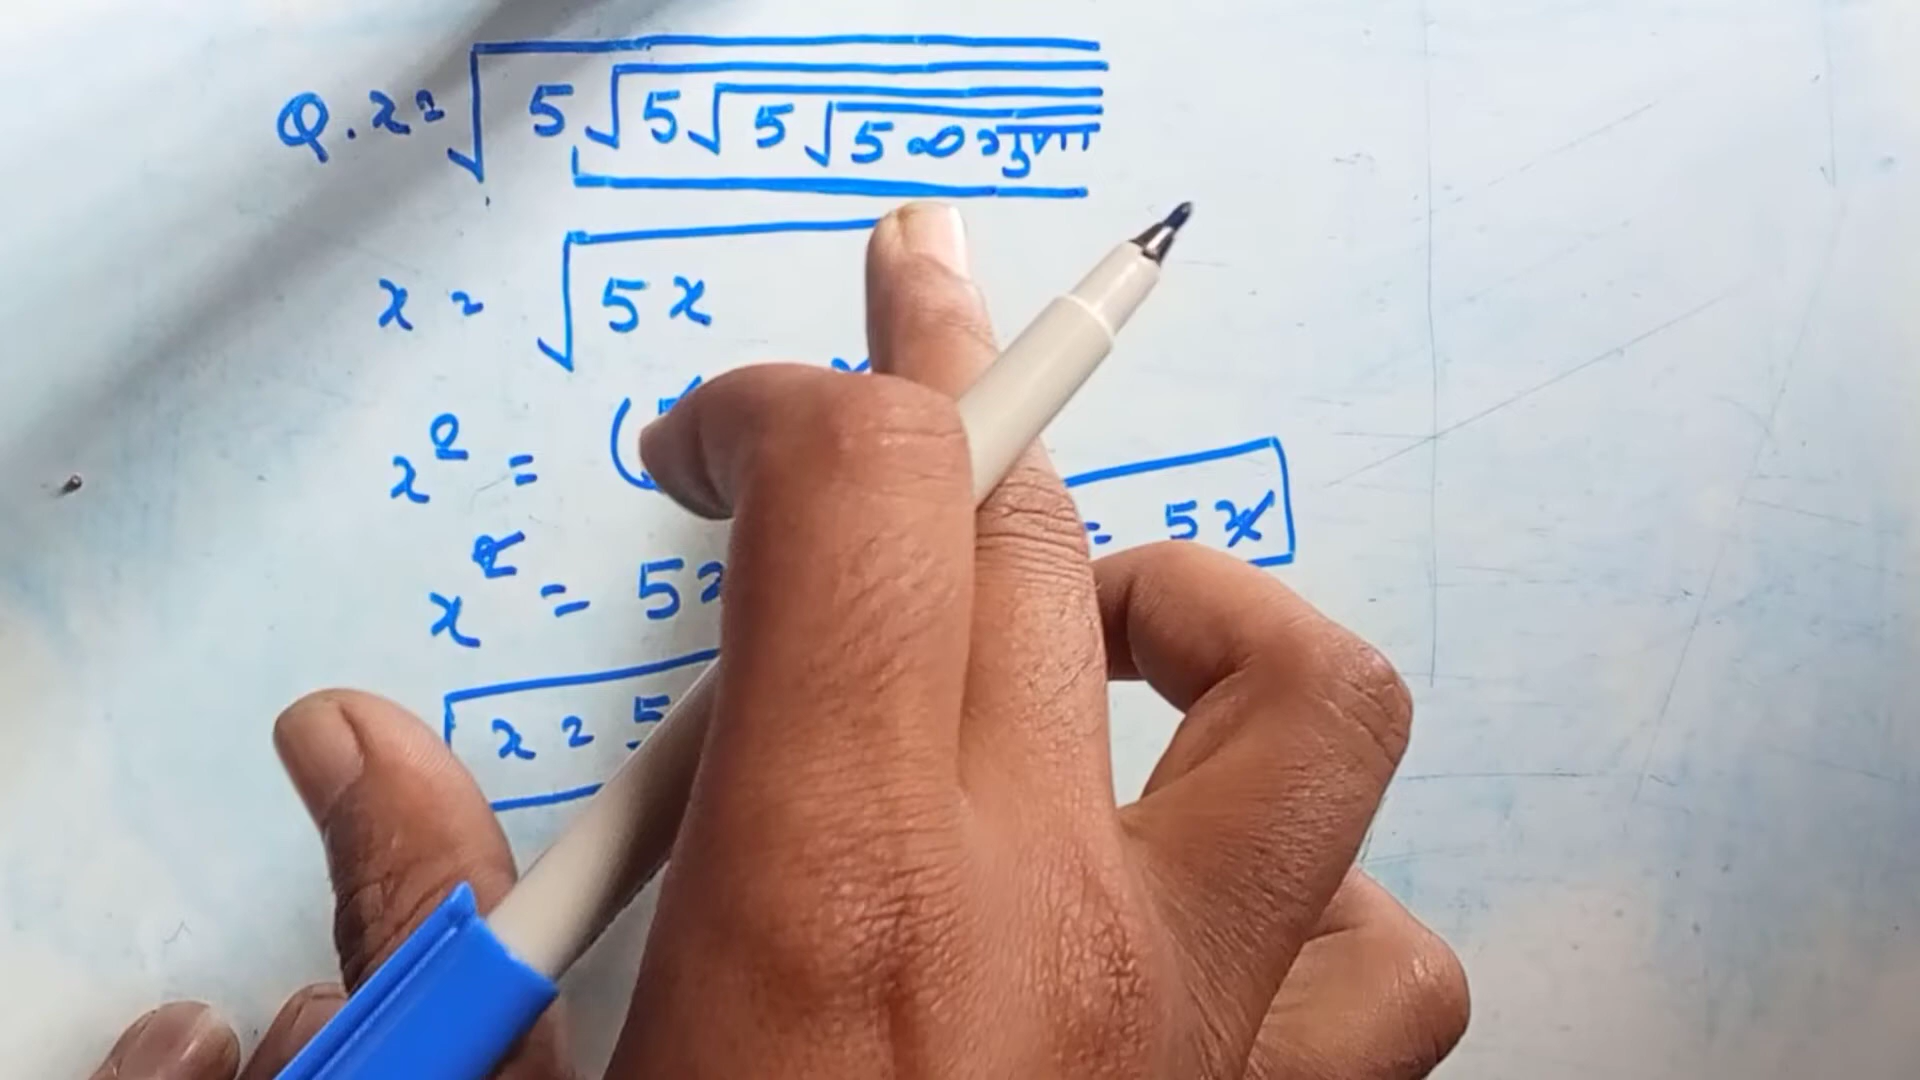 Q. x = √5√5√5√5 ∞
x = √5x
x² = (
= 5x
x² = 5x
x = 5